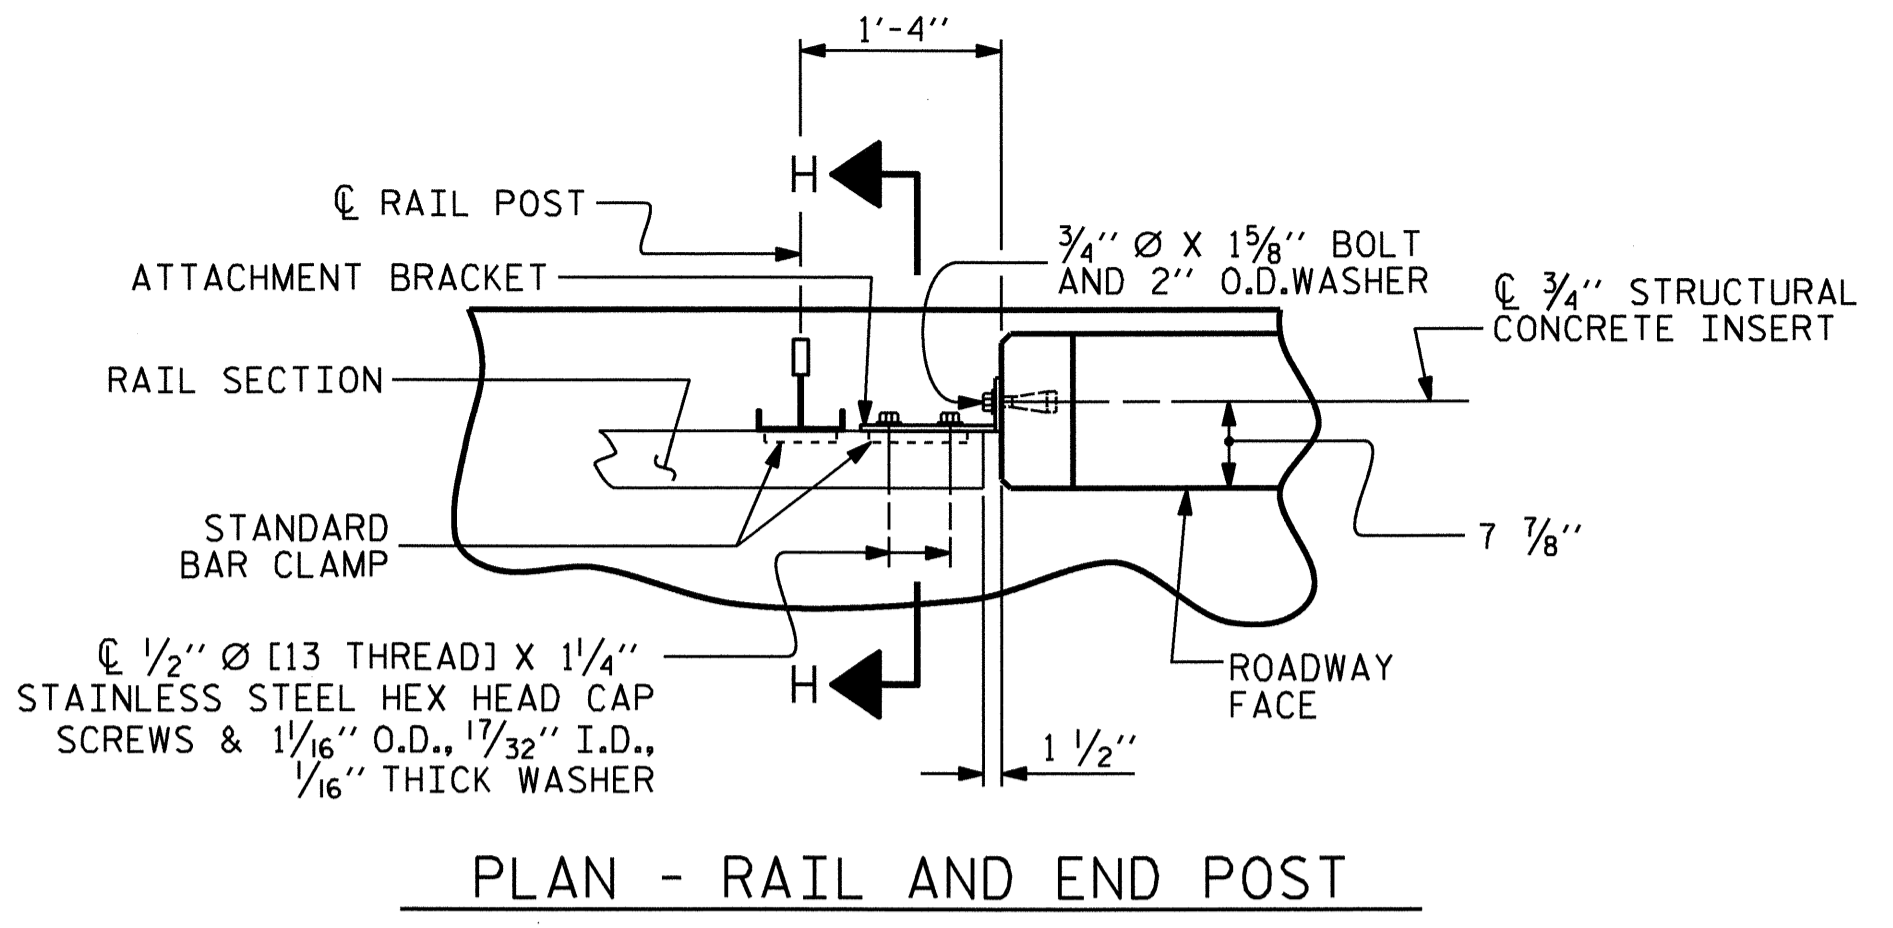 1'-4"
H
℄ RAIL POST
ATTACHMENT BRACKET
3/4" Ø X 1 5/8" BOLT
AND 2" O.D.WASHER
℄ 3/4" STRUCTURAL
CONCRETE INSERT
RAIL SECTION
STANDARD
BAR CLAMP
7 7/8"
℄ 1/2" Ø [13 THREAD] X 1 1/4"
STAINLESS STEEL HEX HEAD CAP
SCREWS & 1 1/16" O.D., 17/32" I.D.,
1/16" THICK WASHER
H
ROADWAY
FACE
1 1/2"
PLAN - RAIL AND END POST